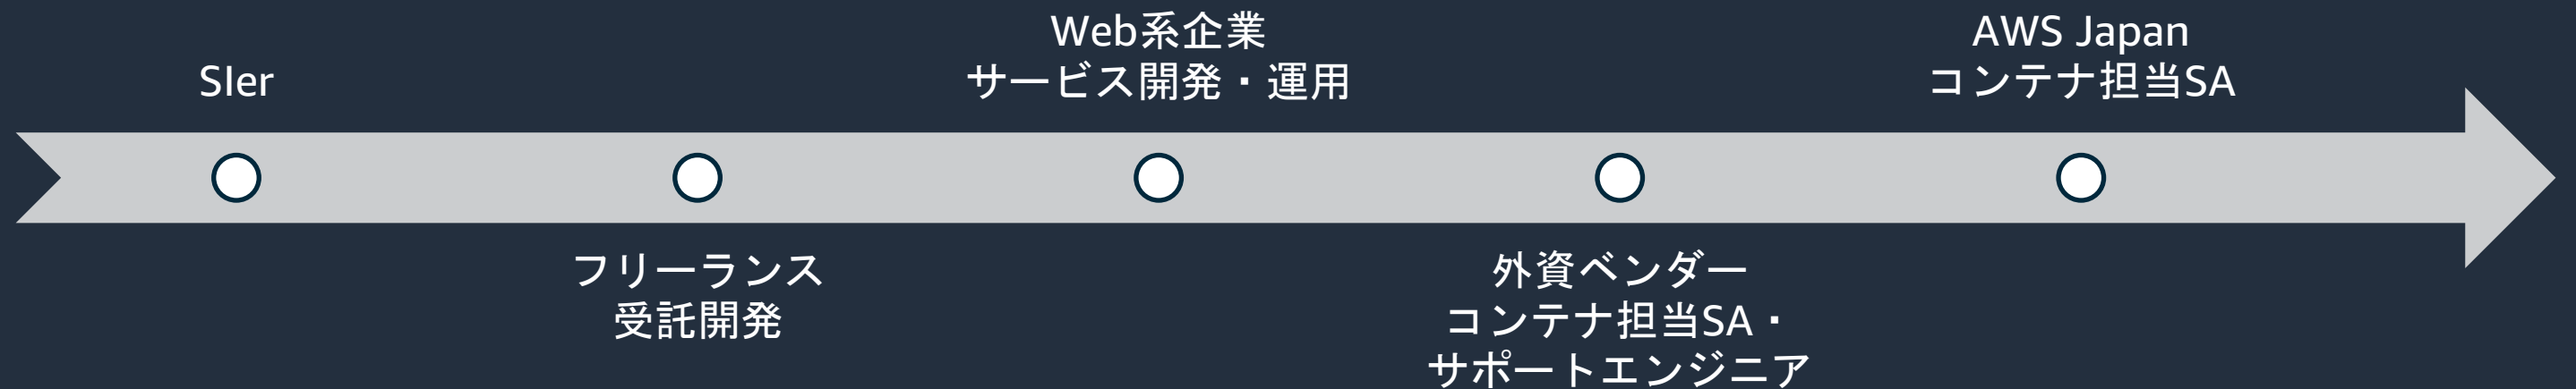 SIer
フリーランス
受託開発
Web系企業
サービス開発・運用
外資ベンダー
コンテナ担当SA・
サポートエンジニア
AWS Japan
コンテナ担当SA